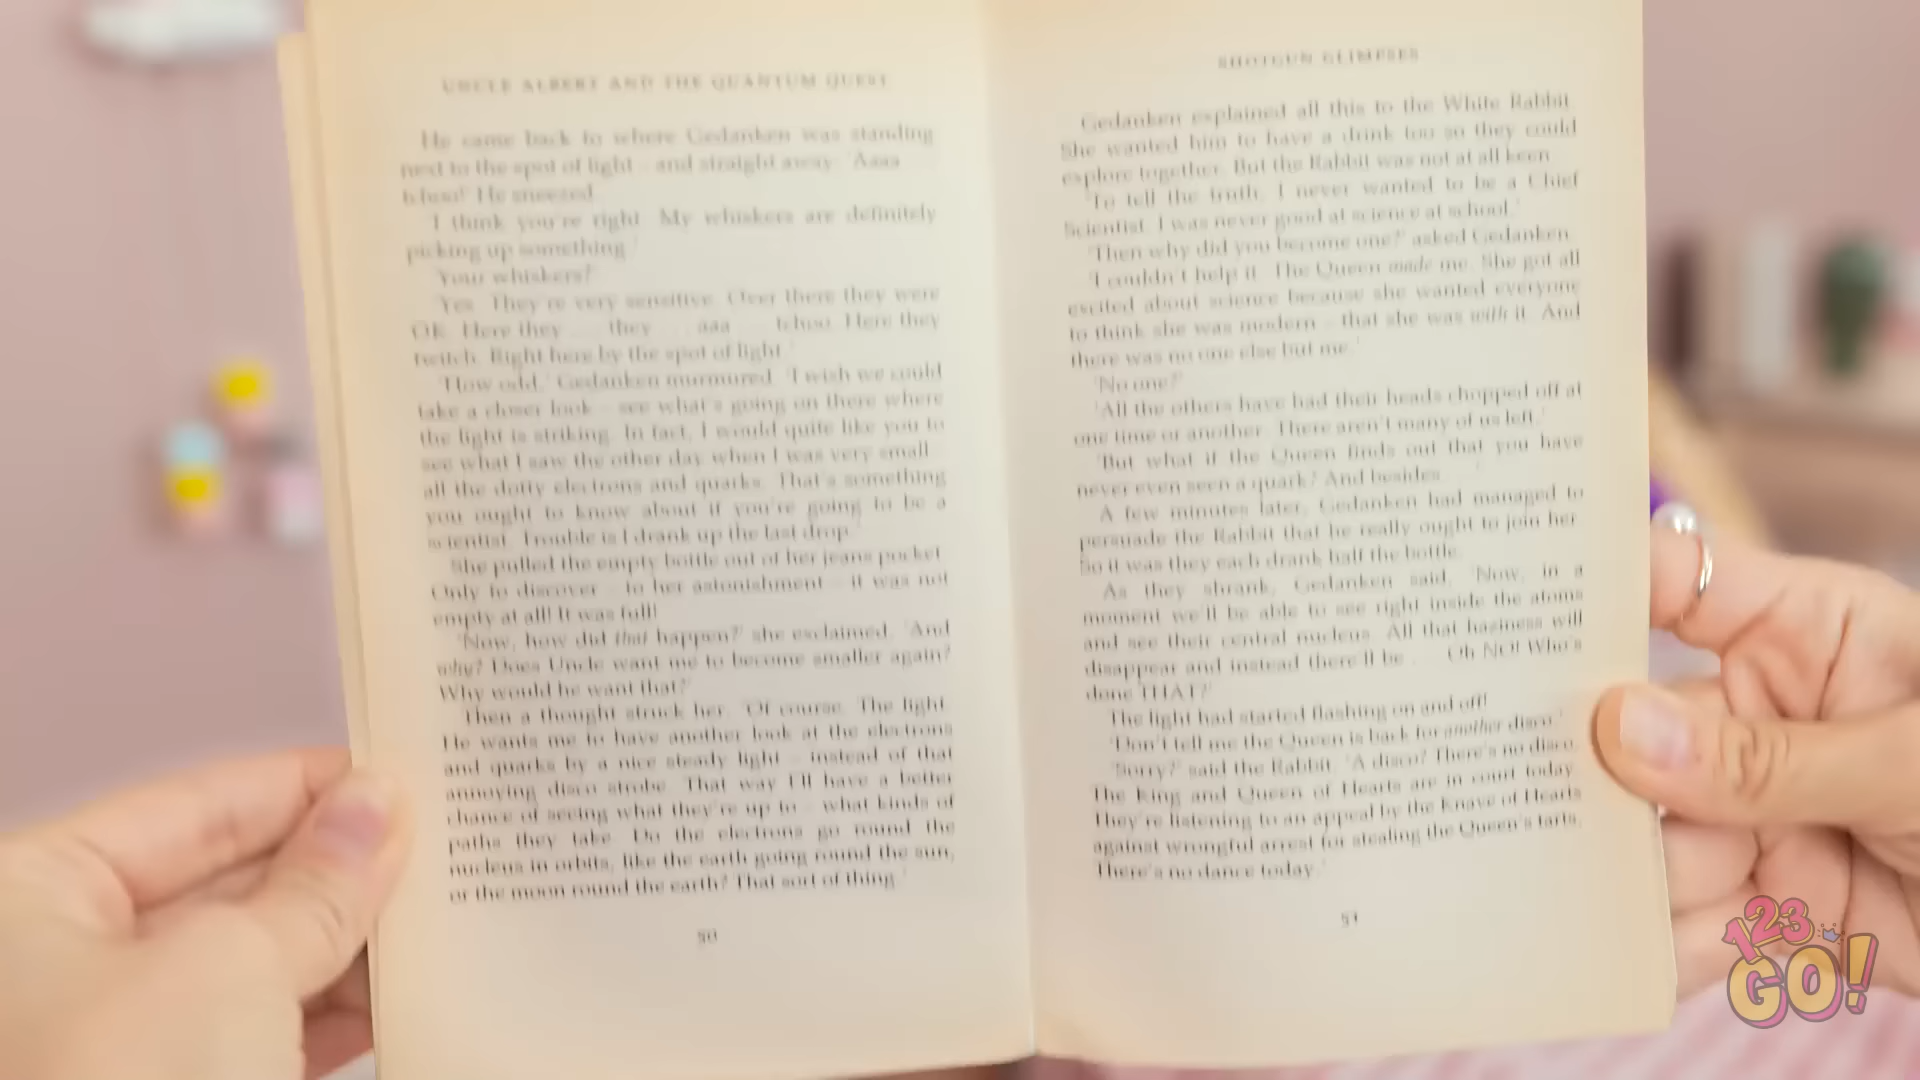 UNCLE ALBERT AND THE QUANTUM QUEST
He came back to where Gedanken was standing
next to the spot of light – and straight away: 'Aaaa . . .
tchoo!' He sneezed.
'I think you're right. My whiskers are definitely
picking up something.'
'Your whiskers?'
'Yes. They're very sensitive. Over there they were
OK. Here they . . . they . . . aaa . . . tchoo. Here they
twitch. Right here by the spot of light.'
'How odd,' Gedanken murmured. 'I wish we could
take a closer look – see what's going on there where
the light is striking. In fact, I would quite like you to
see what I saw the other day when I was very small –
all the dotty electrons and quarks. That's something
you ought to know about if you're going to be a
scientist. Trouble is I drank up the last drop.'
She pulled the empty bottle out of her jeans pocket.
Only to discover – to her astonishment – it was not
empty at all! It was full!
'Now, how did that happen?' she exclaimed. 'And
why? Does Uncle want me to become smaller again?
Why would he want that?'
Then a thought struck her. 'Of course. The light.
He wants me to have another look at the electrons
and quarks by a nice steady light – instead of that
annoying disco strobe. That way I'll have a better
chance of seeing what they're up to – what kinds of
paths they take. Do the electrons go round the
nucleus in orbits, like the earth going round the sun,
or the moon round the earth? That sort of thing.'
50
SHOTGUN GLIMPSES
Gedanken explained all this to the White Rabbit.
She wanted him to have a drink too so they could
explore together. But the Rabbit was not at all keen.
'To tell the truth, I never wanted to be a Chief
Scientist. I was never good at science at school.'
'Then why did you become one?' asked Gedanken.
'I couldn't help it. The Queen made me. She got all
excited about science because she wanted everyone
to think she was modern – that she was with it. And
there was no one else but me.'
'No one?'
'All the others have had their heads chopped off at
one time or another. There aren't many of us left.'
'But what if the Queen finds out that you have
never even seen a quark? And besides . . .'
A few minutes later, Gedanken had managed to
persuade the Rabbit that he really ought to join her.
So it was they each drank half the bottle.
As they shrank, Gedanken said, 'Now, in a
moment we'll be able to see right inside the atoms
and see their central nucleus. All that haziness will
disappear and instead there'll be . . . Oh NO! Who's
done THAT?'
The light had started flashing on and off!
'Don't tell me the Queen is back for another disco.'
'Sorry?' said the Rabbit. 'A disco? There's no disco.
The King and Queen of Hearts are in court today.
They're listening to an appeal by the Knave of Hearts
against wrongful arrest for stealing the Queen's tarts.
There's no dance today.'
51
123
GO!